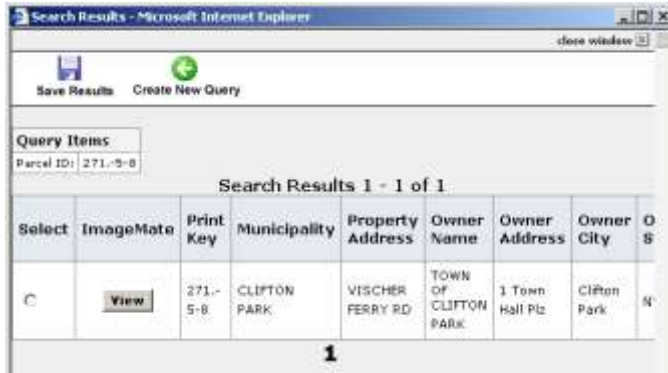 Search Results - Microsoft Internet Explorer
close window
Save Results Create New Query
Query Items
Parcel ID: 271.-5-8
Search Results 1 - 1 of 1
Select ImageMate Print Key Municipality Property Address Owner Name Owner Address Owner City O S
View 271.-5-8 CLIFTON PARK VISCHER FERRY RD TOWN OF CLIFTON PARK 1 Town Hall Plz Clifton Park N
1